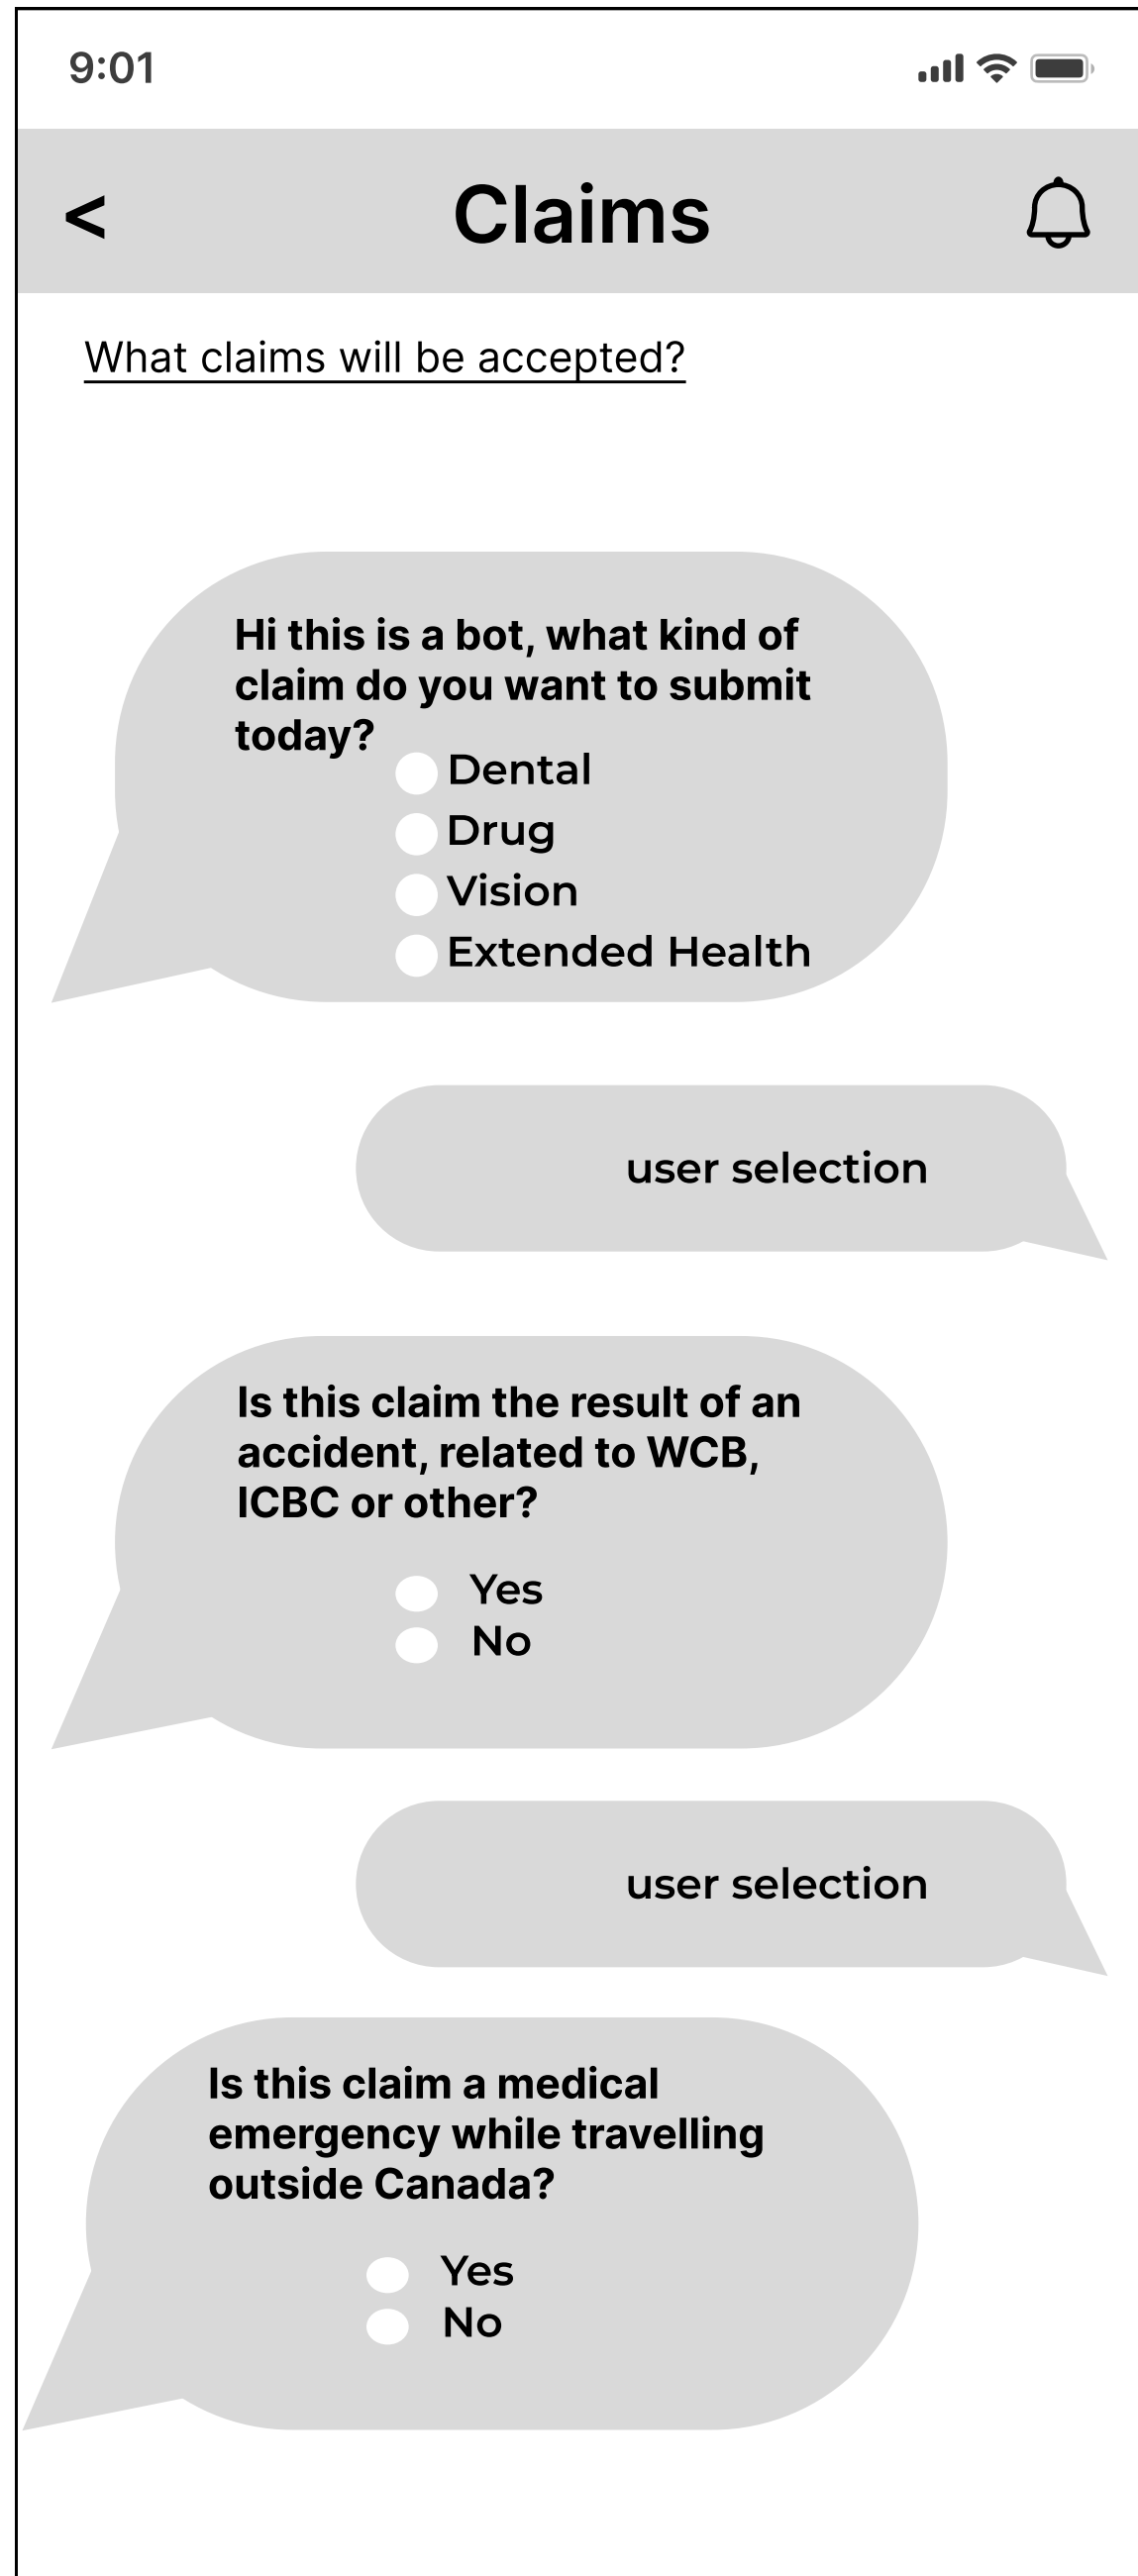 9:01
< Claims
What claims will be accepted?
Hi this is a bot, what kind of
claim do you want to submit
today?
Dental
Drug
Vision
Extended Health
user selection
Is this claim the result of an
accident, related to WCB,
ICBC or other?
Yes
No
user selection
Is this claim a medical
emergency while travelling
outside Canada?
Yes
No